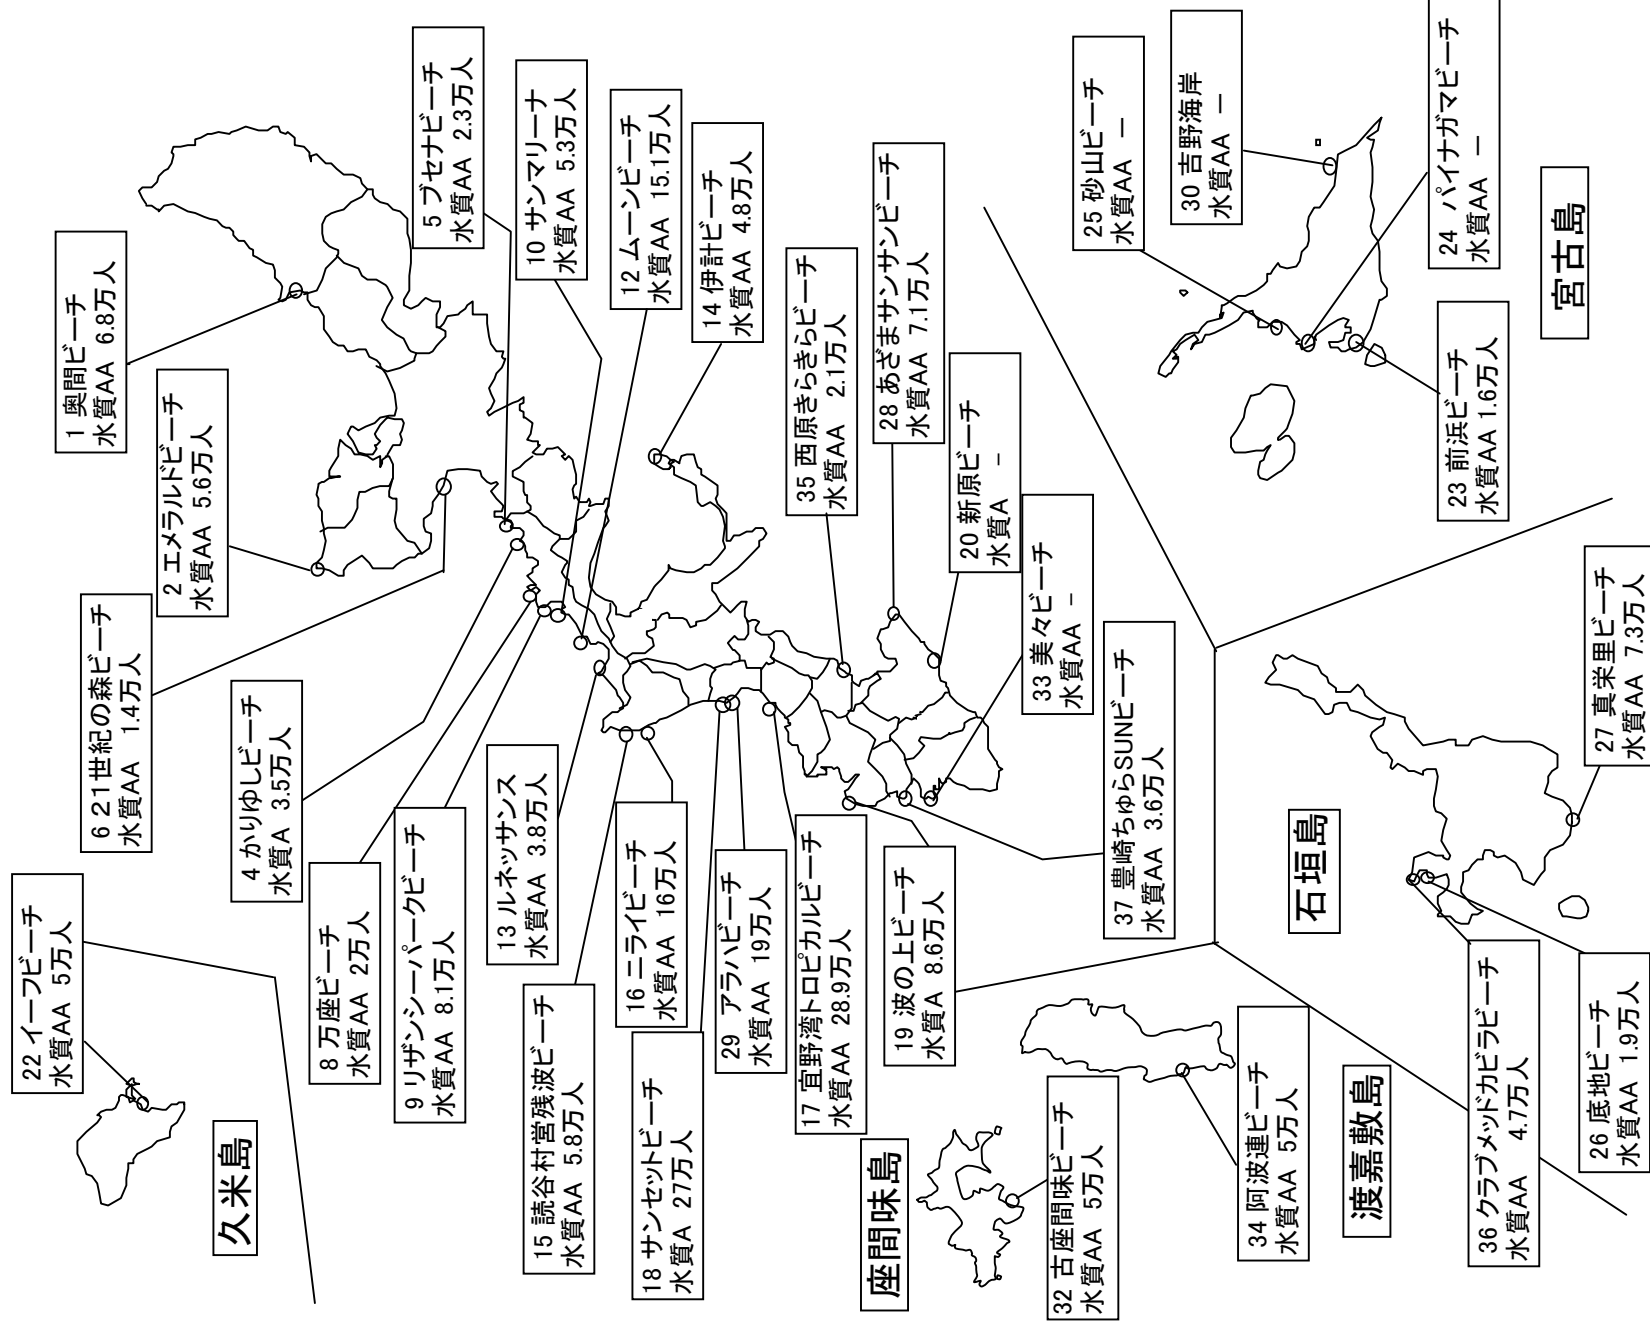 1 奥間ビーチ
水質AA 6.8万人
2 エメラルドビーチ
水質AA 5.6万人
6 21世紀の森ビーチ
水質AA 1.4万人
4 かりゆしビーチ
水質A 3.5万人
22 イーフビーチ
水質AA 5万人
久米島
8 万座ビーチ
水質AA 2万人
9 リザンシーパークビーチ
水質AA 8.1万人
13 ルネッサンス
水質AA 3.8万人
15 読谷村営残波ビーチ
水質AA 5.8万人
16 ニライビーチ
水質AA 16万人
18 サンセットビーチ
水質A 27万人
29 アラハビーチ
水質AA 19万人
17 宜野湾トロピカルビーチ
水質AA 28.9万人
19 波の上ビーチ
水質A 8.6万人
5 ブセナビーチ
水質AA 2.3万人
10 サンマリーナ
水質AA 5.3万人
12 ムーンビーチ
水質AA 15.1万人
14 伊計ビーチ
水質AA 4.8万人
35 西原きらきらビーチ
水質AA 2.1万人
28 あざまサンサンビーチ
水質AA 7.1万人
20 新原ビーチ
水質A －
33 美々ビーチ
水質AA －
37 豊崎ちゅらSUNビーチ
水質AA 3.6万人
座間味島
32 古座間味ビーチ
水質AA 5万人
34 阿波連ビーチ
水質AA 5万人
渡嘉敷島
25 砂山ビーチ
水質AA －
30 吉野海岸
水質AA －
24 パイナガマビーチ
水質AA －
23 前浜ビーチ
水質AA 1.6万人
宮古島
石垣島
27 真栄里ビーチ
水質AA 7.3万人
36 クラブメッドカビラビーチ
水質AA 4.7万人
26 底地ビーチ
水質AA 1.9万人